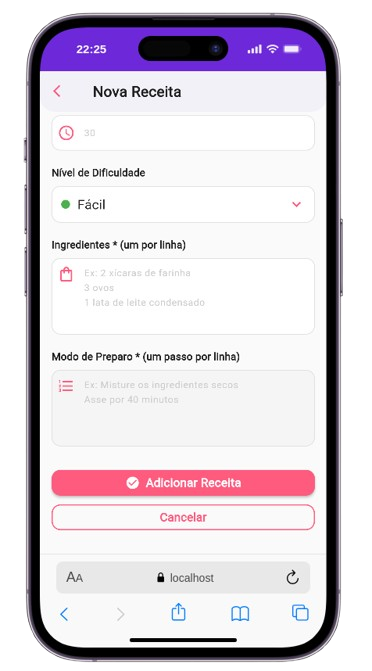 22:25
Nova Receita
30
Nível de Dificuldade
Fácil
Ingredientes * (um por linha)
Ex: 2 xícaras de farinha
3 ovos
1 lata de leite condensado
Modo de Preparo * (um passo por linha)
Ex: Misture os ingredientes secos
Asse por 40 minutos
Adicionar Receita
Cancelar
AA localhost